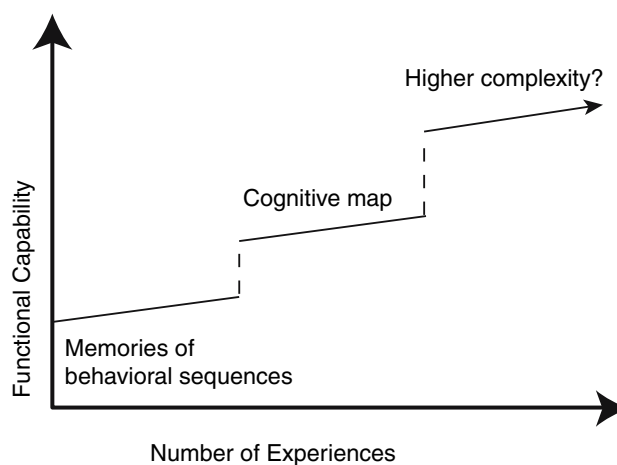 Higher complexity?
Cognitive map
Memories of
behavioral sequences
Functional Capability
Number of Experiences